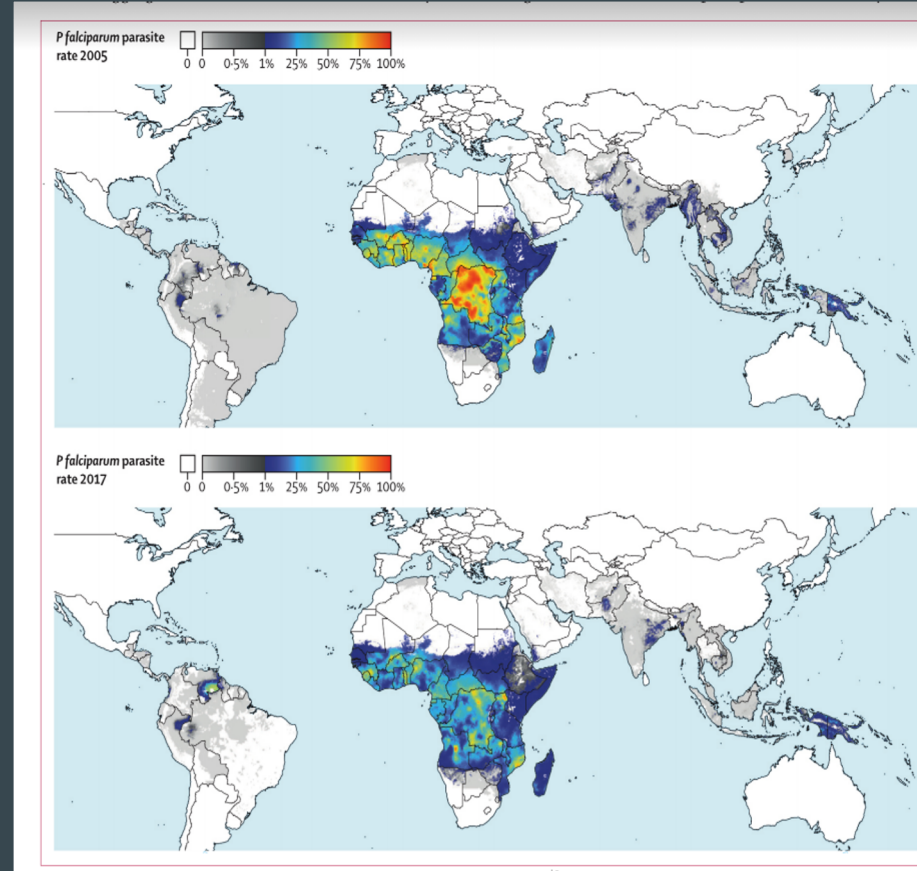 P falciparum parasite
rate 2005
0 0 0·5% 1% 25% 50% 75% 100%
P falciparum parasite
rate 2017
0 0 0·5% 1% 25% 50% 75% 100%